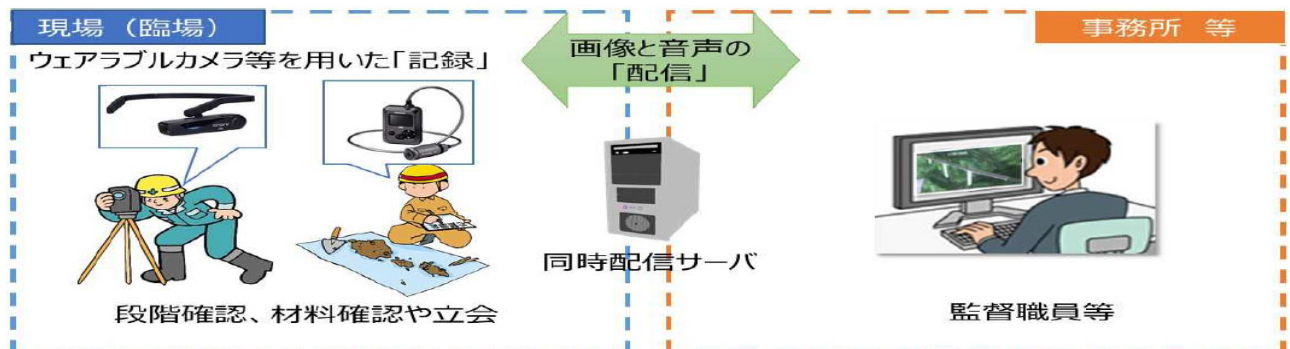 現場（臨場）
ウェアラブルカメラ等を用いた「記録」
画像と音声の
「配信」
事務所 等
同時配信サーバ
段階確認、材料確認や立会
監督職員等